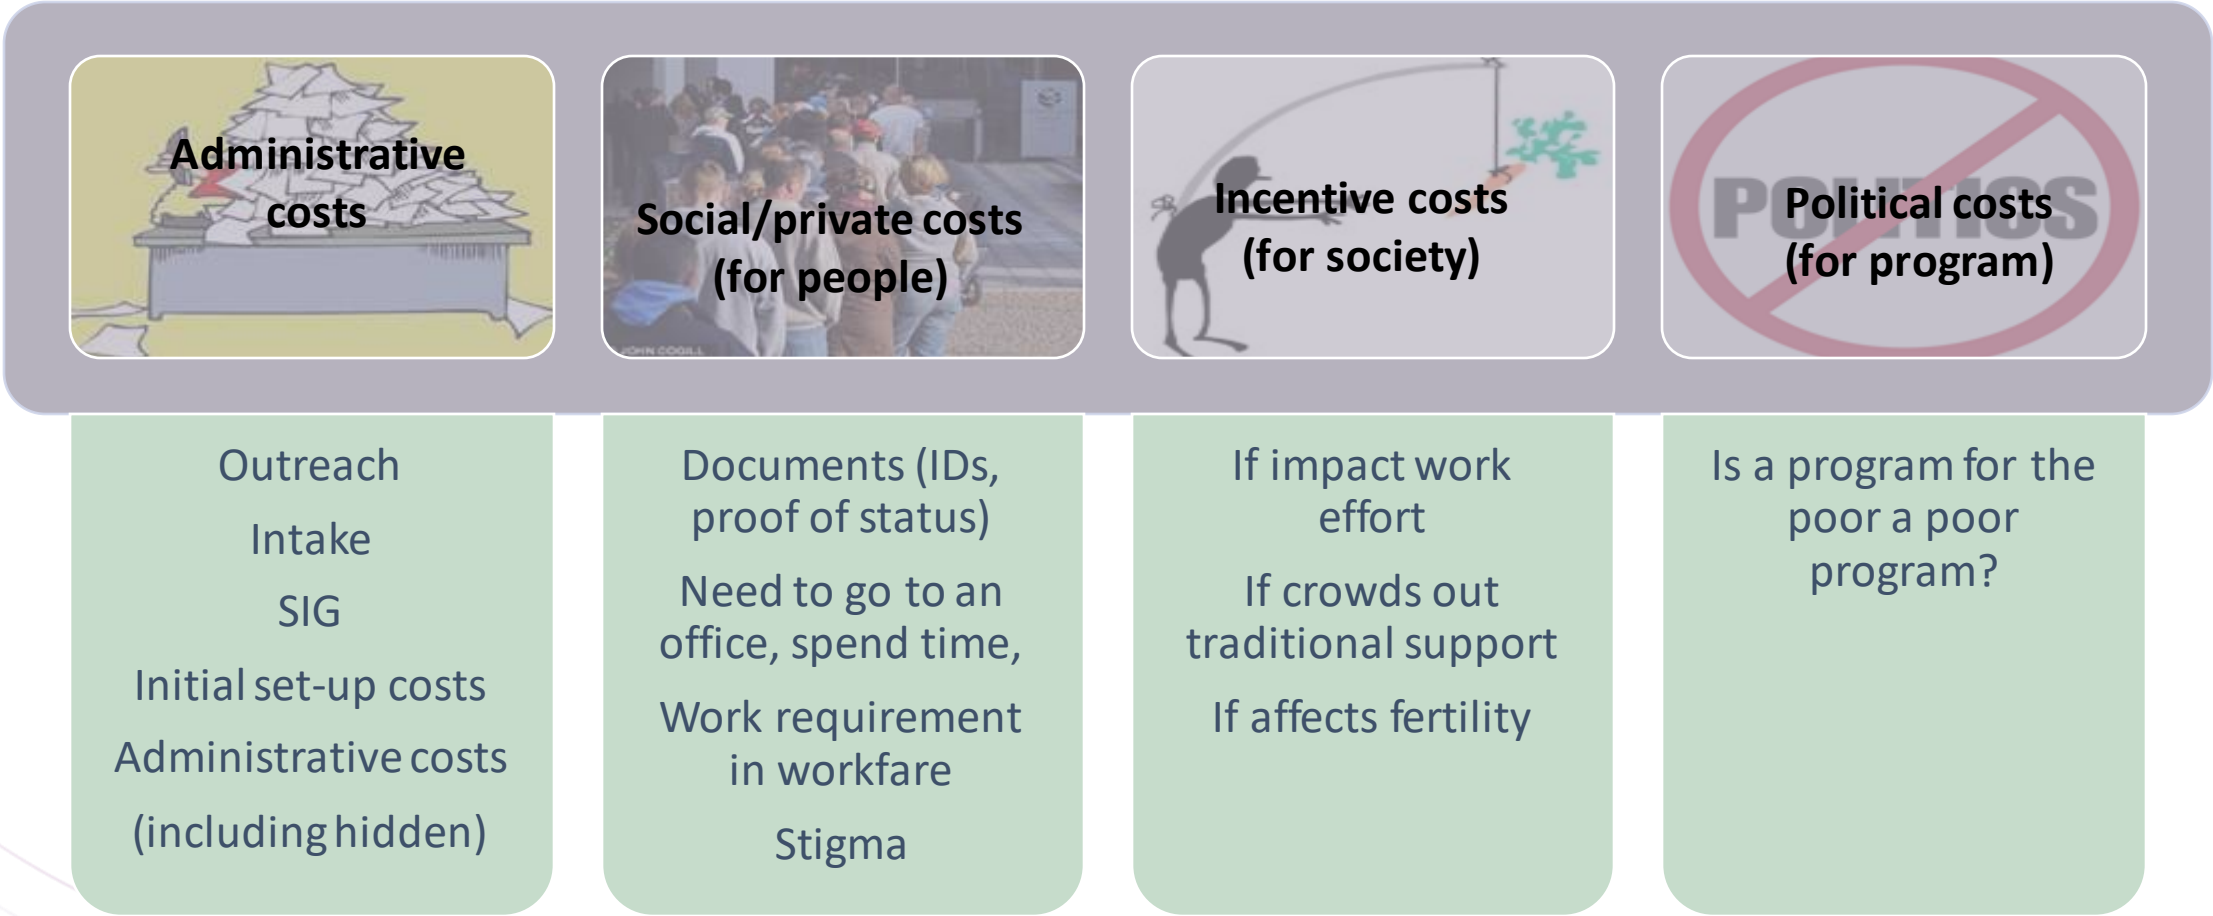 Administrative
costs
Social/private costs
(for people)
JOHN COGILL
Incentive costs
(for society)
POLITICS
Political costs
(for program)
Outreach
Intake
SIG
Initial set-up costs
Administrative costs
(including hidden)
Documents (IDs,
proof of status)
Need to go to an
office, spend time,
Work requirement
in workfare
Stigma
If impact work
effort
If crowds out
traditional support
If affects fertility
Is a program for the
poor a poor
program?